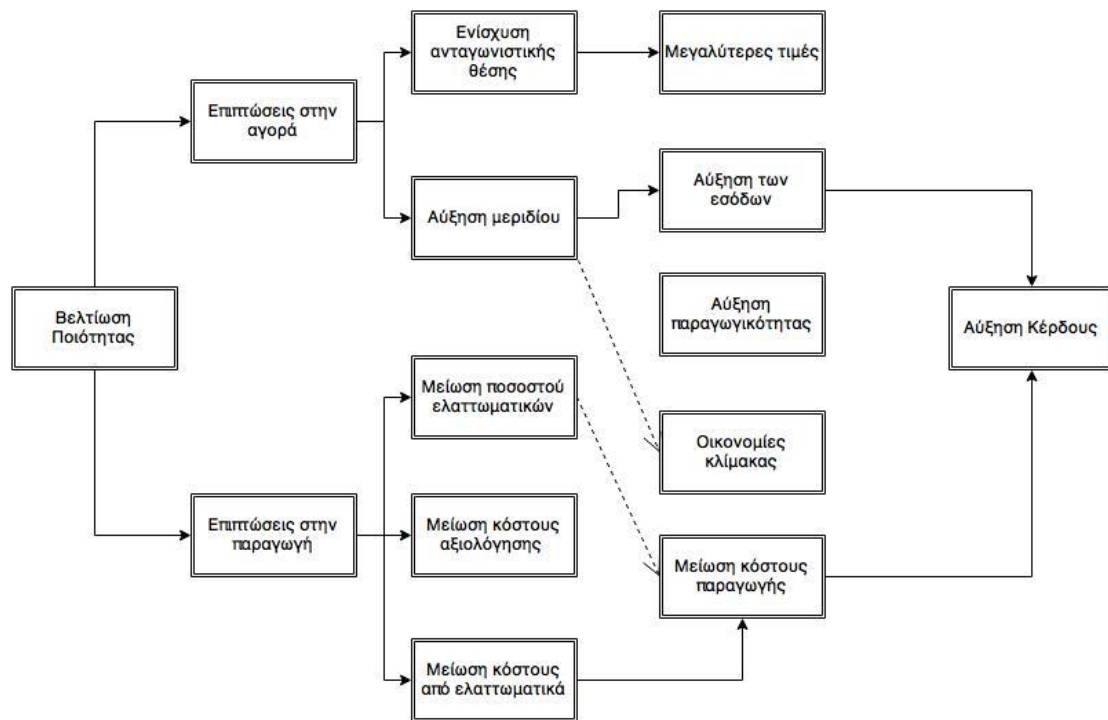 Ενίσχυση
ανταγωνιστικής
θέσης
Μεγαλύτερες τιμές
Επιπτώσεις στην
αγορά
Αύξηση μεριδίου
Αύξηση των
εσόδων
Βελτίωση
Ποιότητας
Αύξηση
παραγωγικότητας
Αύξηση Κέρδους
Μείωση ποσοστού
ελαττωματικών
Οικονομίες
κλίμακας
Επιπτώσεις στην
παραγωγή
Μείωση κόστους
αξιολόγησης
Μείωση κόστους
παραγωγής
Μείωση κόστους
από ελαττωματικά